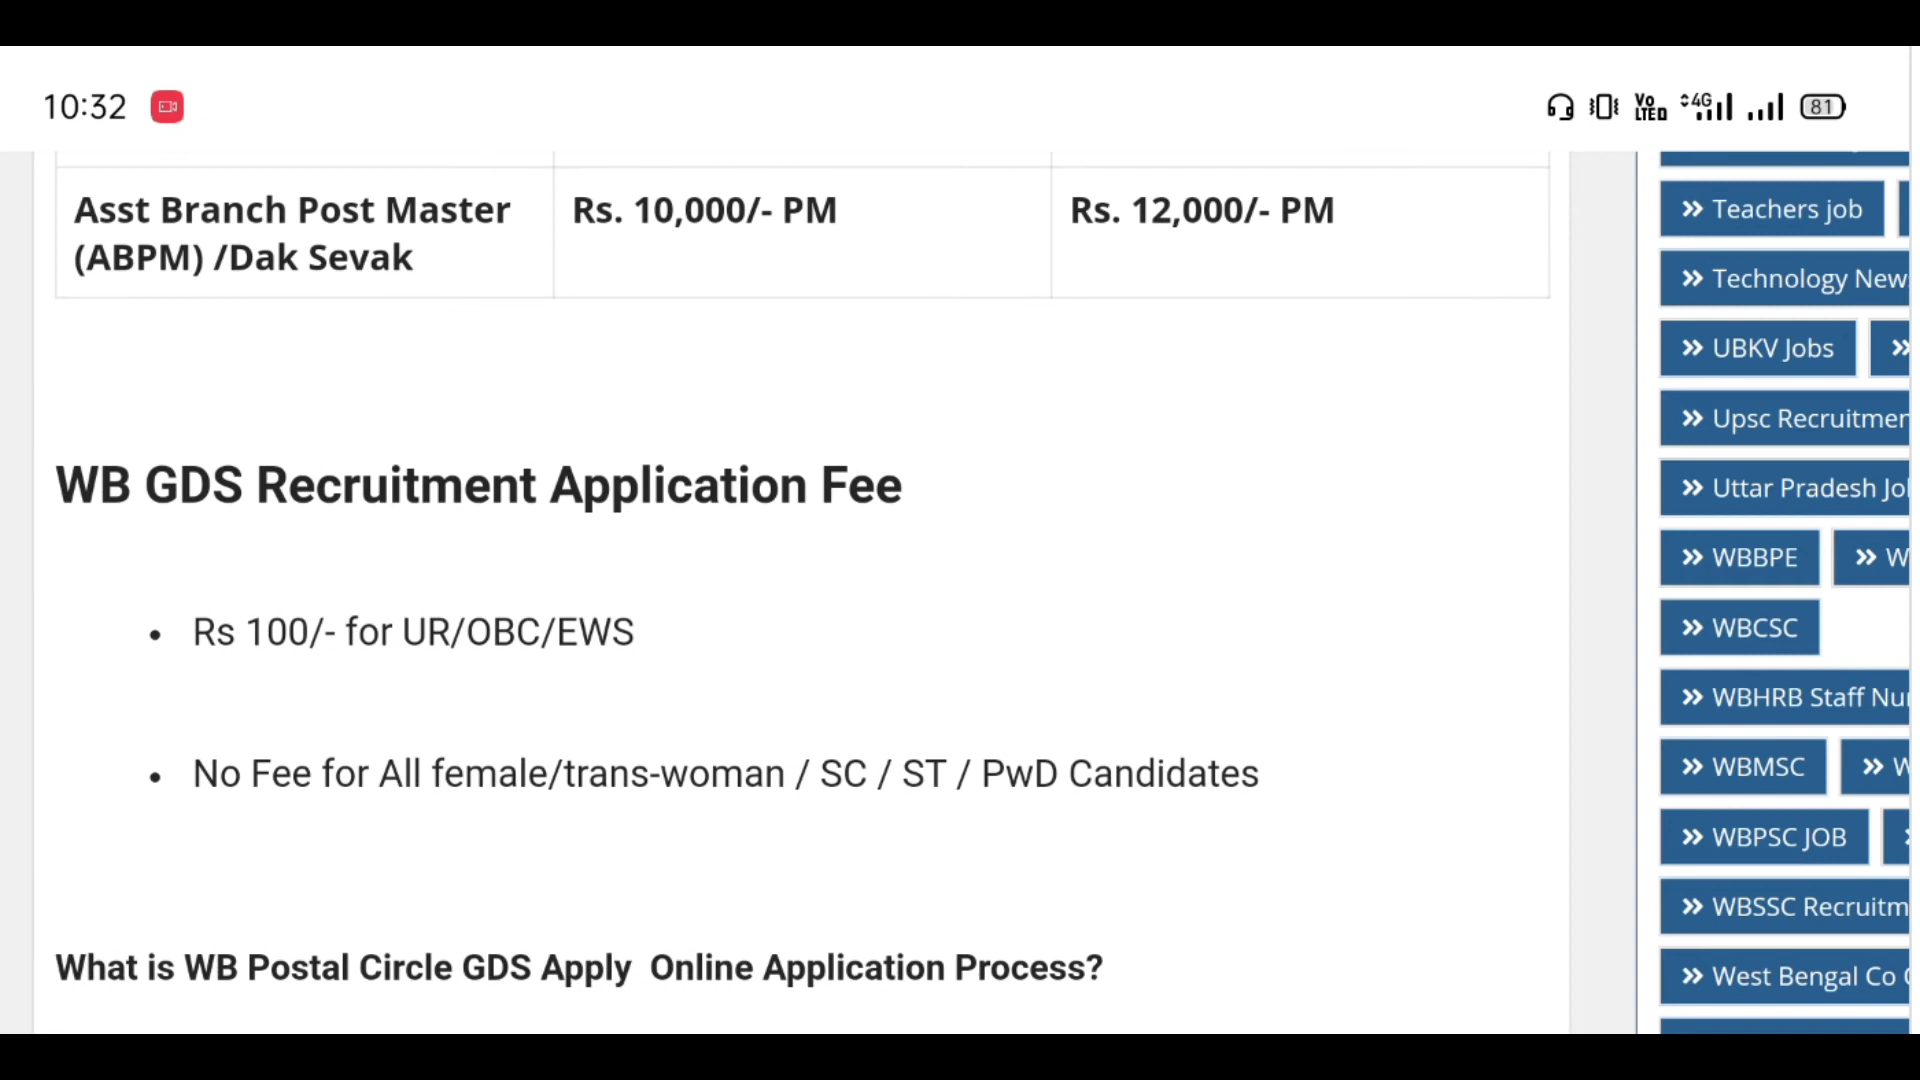 10:32
Vo
LTE
4G
81
Asst Branch Post Master
(ABPM) /Dak Sevak
Rs. 10,000/- PM
Rs. 12,000/- PM
WB GDS Recruitment Application Fee
• Rs 100/- for UR/OBC/EWS
• No Fee for All female/trans-woman / SC / ST / PwD Candidates
What is WB Postal Circle GDS Apply Online Application Process?
» Teachers job
» Technology New
» UBKV Jobs »
» Upsc Recruitmen
» Uttar Pradesh Jo
» WBBPE » W
» WBCSC
» WBHRB Staff Nu
» WBMSC » W
» WBPSC JOB
» WBSSC Recruitm
» West Bengal Co